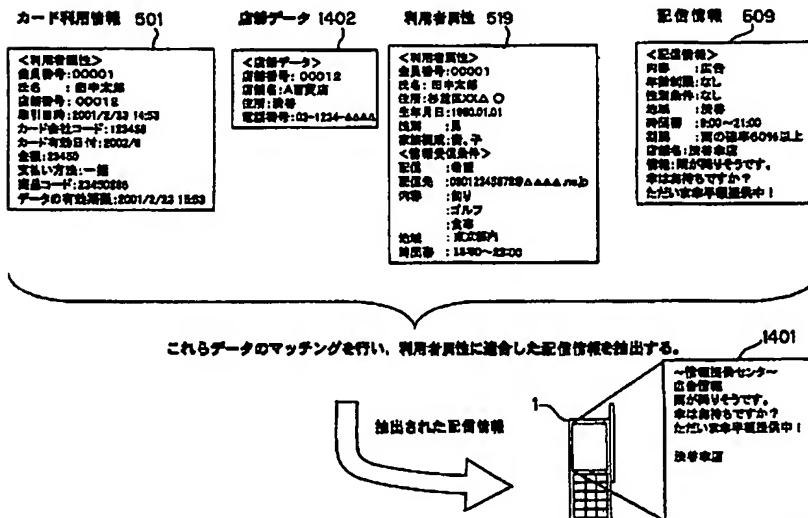 カード利用情報 501
<利用者属性>
会員番号:00001
氏名 : 田中太郎
店舗番号: 00012
取引日時:2001/2/23 14:53
カード会社コード:123456
カード有効日付:2002/6
金額:23450
支払い方法:一括
商品コード:23450
データの有効期限:2001/2/23 15:53
店舗データ 1402
<店舗データ>
店舗番号: 00012
店舗名:A百貨店
住所:渋谷
電話番号:03-1234-△△△△
利用者属性 519
<利用者属性>
会員番号:00001
氏名:田中太郎
住所:杉並区XX△ ○
生年月日:1960.01.01
性別 :男
家族構成:妻、子
<情報受信条件>
配信 :希望
配信先 :
内容 :釣り
:ゴルフ
:食事
地域 :東京都内
時間帯 :
配信情報 509
<配信情報>
内容 :広告
年齢制限:なし
性別条件:なし
地域 :渋谷
時間帯 :9:00~21:00
:雨の確率60%以上
店舗名:渋谷傘店
情報:雨が降りそうです。
傘はお持ちですか?
ただいま傘半額提供中!
これらデータのマッチングを行い、利用者属性に適合した配信情報を抽出する。
抽出された配信情報
1
1401
~情報提供センタ~
広告情報
雨が降りそうです。
傘はお持ちですか?
ただいま傘半額提供中!
渋谷傘店